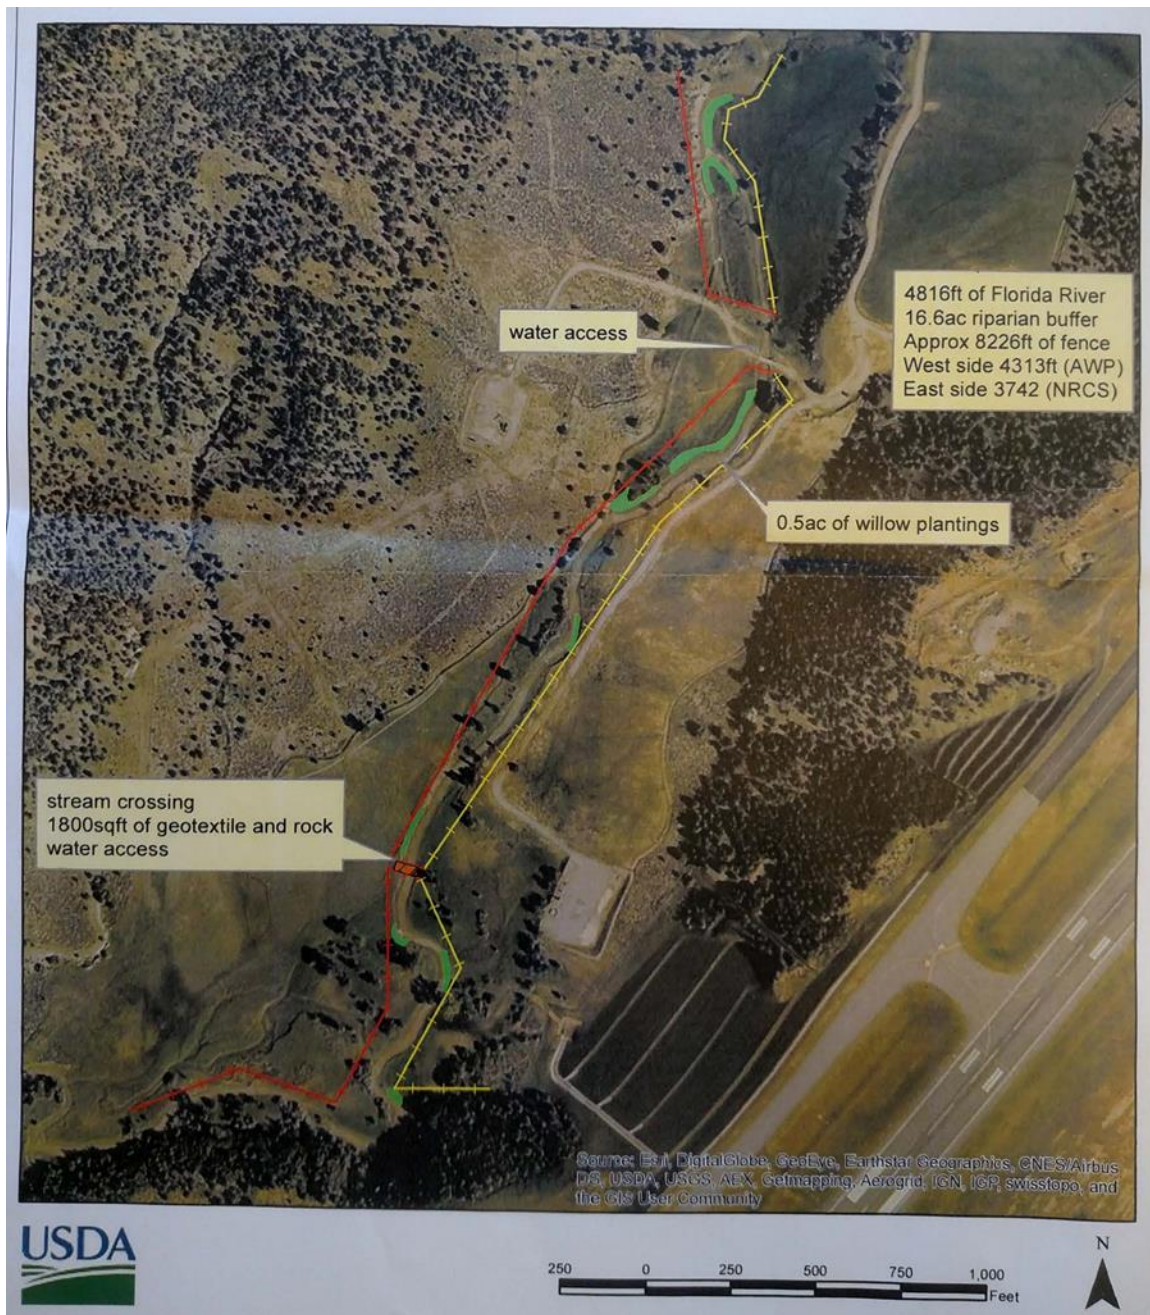 4816ft of Florida River
16.6ac riparian buffer
Approx 8226ft of fence
West side 4313ft (AWP)
East side 3742 (NRCS)
water access
0.5ac of willow plantings
stream crossing
1800sqft of geotextile and rock
water access
Source: Esri, DigitalGlobe, GeoEye, Earthstar Geographics, CNES/Airbus
DS, USDA, USGS, AEX, Getmapping, Aerogrid, IGN, IGP, swisstopo, and
the GIS User Community
USDA
250 0 250 500 750 1,000
Feet
N